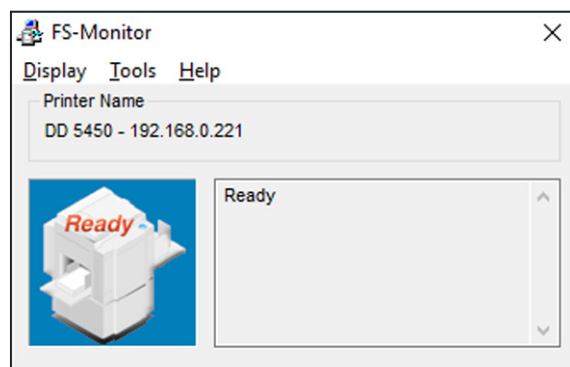 FS-Monitor
Display Tools Help
Printer Name
DD 5450 - 192.168.0.221
Ready
Ready